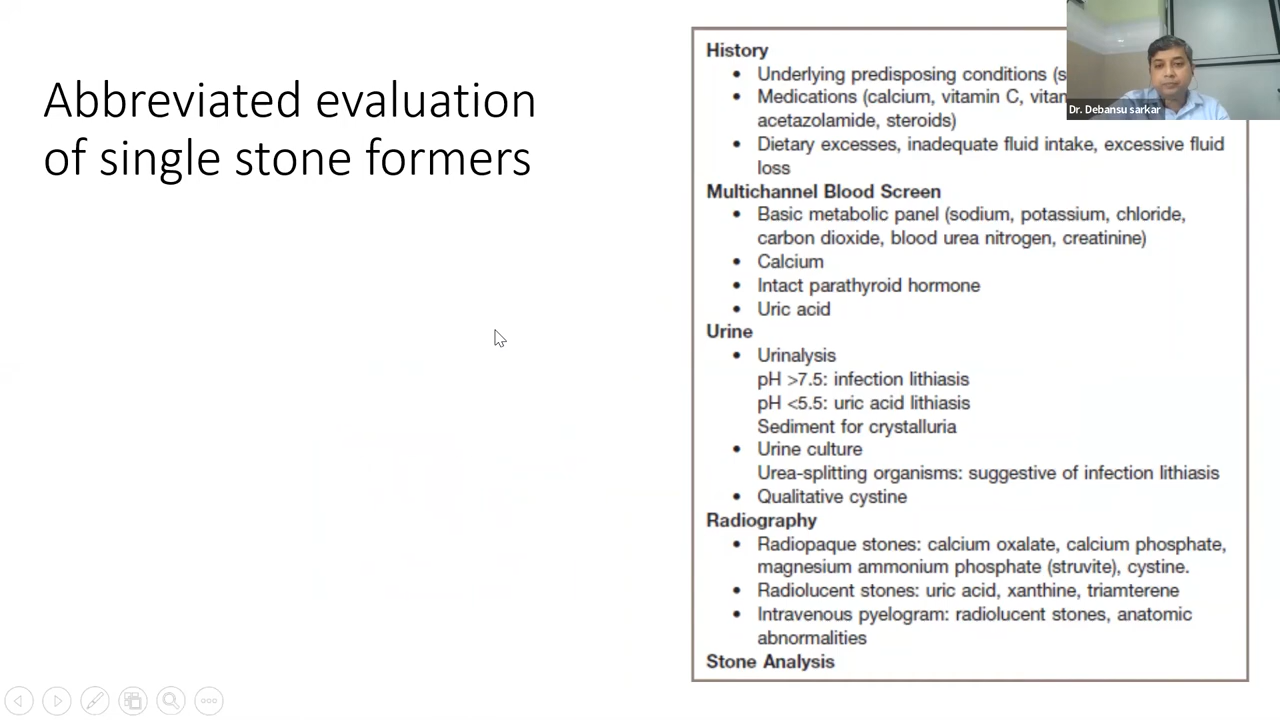 Abbreviated evaluation
of single stone formers
History
• Underlying predisposing conditions
• Medications (calcium, vitamin C,
acetazolamide, steroids)
• Dietary excesses, inadequate fluid intake, excessive fluid
loss
Multichannel Blood Screen
• Basic metabolic panel (sodium, potassium, chloride,
carbon dioxide, blood urea nitrogen, creatinine)
• Calcium
• Intact parathyroid hormone
• Uric acid
Urine
• Urinalysis
pH >7.5: infection lithiasis
pH <5.5: uric acid lithiasis
Sediment for crystalluria
• Urine culture
Urea-splitting organisms: suggestive of infection lithiasis
• Qualitative cystine
Radiography
• Radiopaque stones: calcium oxalate, calcium phosphate,
magnesium ammonium phosphate (struvite), cystine.
• Radiolucent stones: uric acid, xanthine, triamterene
• Intravenous pyelogram: radiolucent stones, anatomic
abnormalities
Stone Analysis
Dr. Debansu sarkar